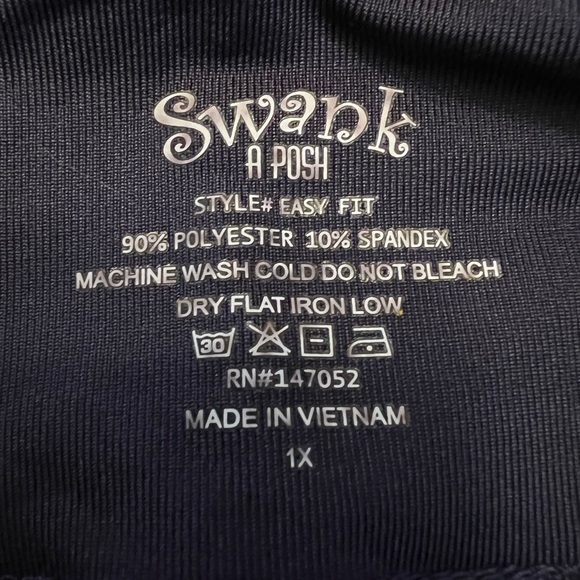 Swank
A POSH
STYLE# EASY FIT
90% POLYESTER 10% SPANDEX
MACHINE WASH COLD DO NOT BLEACH
DRY FLAT IRON LOW
30
RN#147052
MADE IN VIETNAM
1X